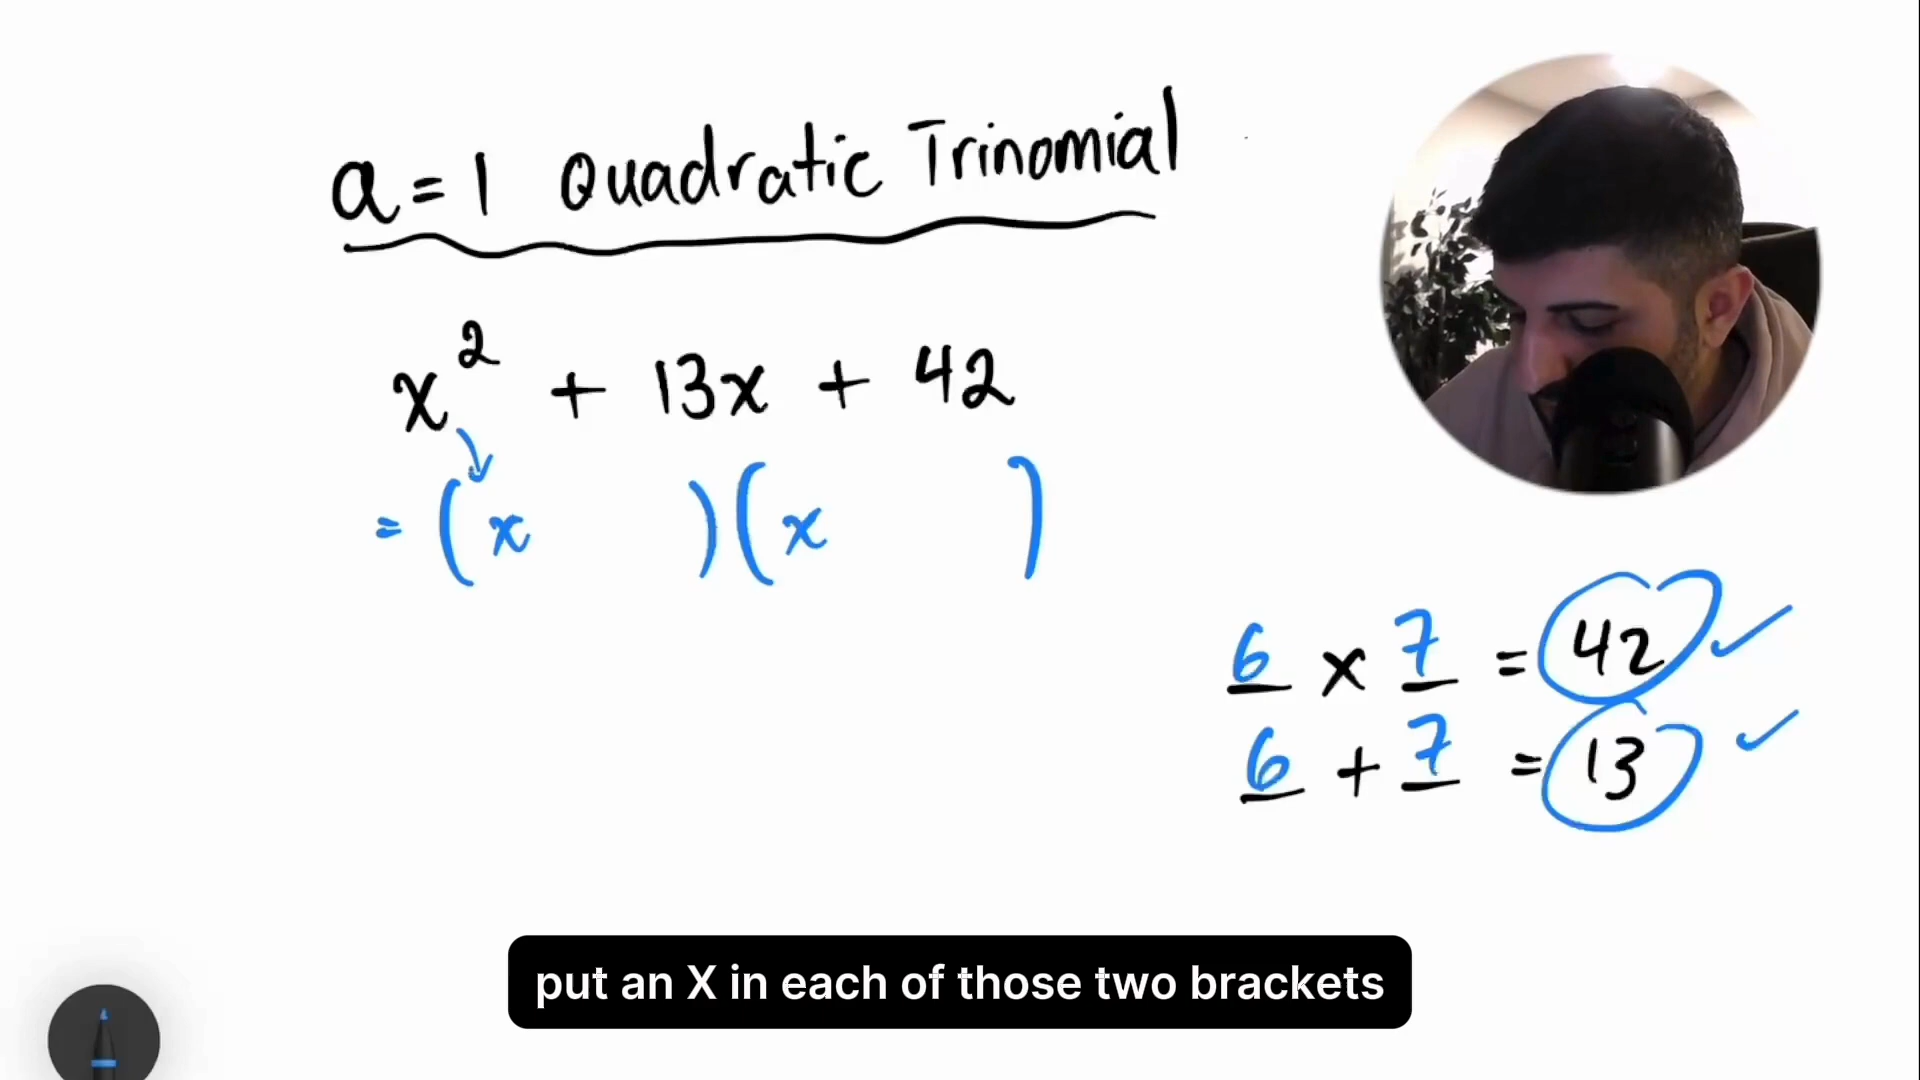 a = 1 Quadratic Trinomial
x² + 13x + 42
= (x )(x )
6 x 7 = 42 ✓
6 + 7 = 13 ✓
put an X in each of those two brackets